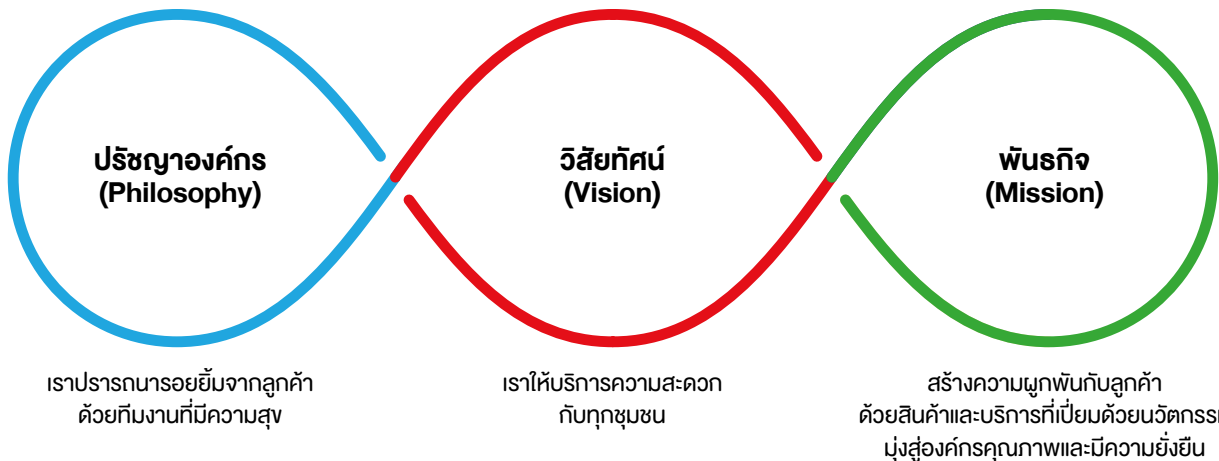 ปรัชญาองค์กร
(Philosophy)
เราปรารถนารอยยิ้มจากลูกค้า
ด้วยทีมงานที่มีความสุข
วิสัยทัศน์
(Vision)
เราให้บริการความสะดวก
กับทุกชุมชน
พันธกิจ
(Mission)
สร้างความผูกพันกับลูกค้า
ด้วยสินค้าและบริการที่เปี่ยมด้วยนวัตกรรม
มุ่งสู่องค์กรคุณภาพและมีความยั่งยืน